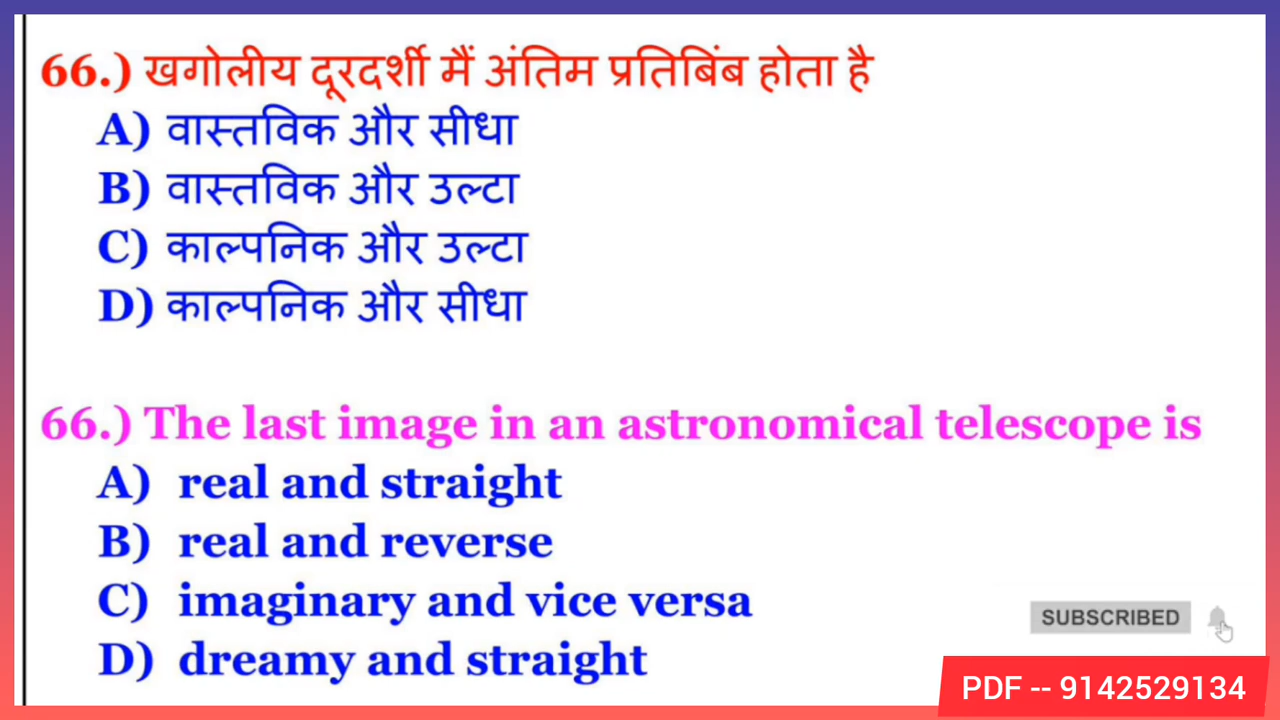 66.) खगोलीय दूरदर्शी मैं अंतिम प्रतिबिंब होता है
A) वास्तविक और सीधा
B) वास्तविक और उल्टा
C) काल्पनिक और उल्टा
D) काल्पनिक और सीधा
66.) The last image in an astronomical telescope is
A) real and straight
B) real and reverse
C) imaginary and vice versa
D) dreamy and straight
SUBSCRIBED
PDF -- 9142529134